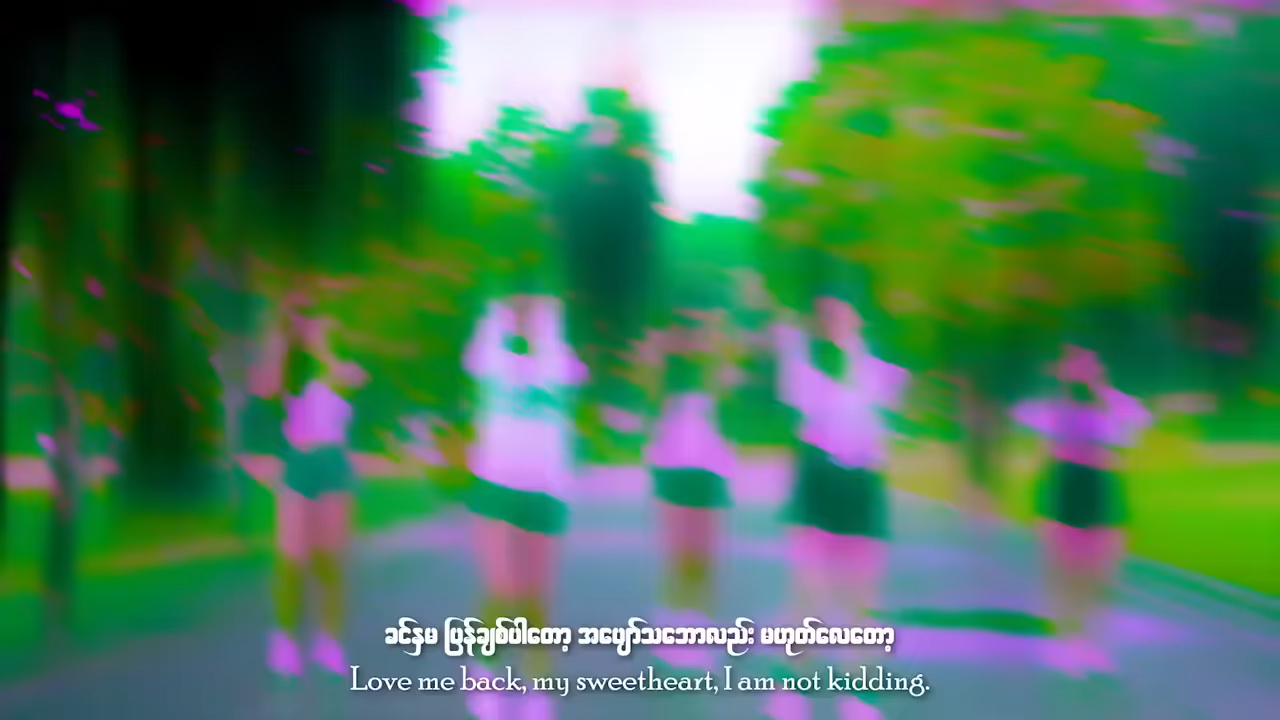 ခင်နှမ ဖြန်ချစ်ပါတော့ အပျော်သဘောလည်း မဟုတ်လေတော့
Love me back, my sweetheart, I am not kidding.